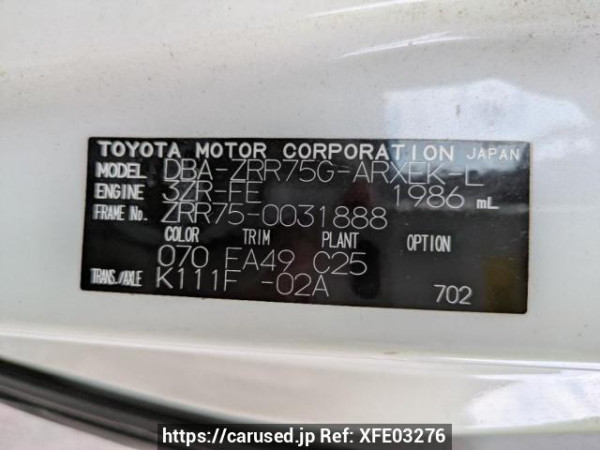 TOYOTA MOTOR CORPORATION JAPAN
MODEL DBA-ZRR75G-ARXEK-L
ENGINE 3ZR-FE 1986 mL
FRAME No. ZRR75-0031888
COLOR TRIM PLANT OPTION
070 FA49 C25
TRANS./AXLE K111F -02A 702
https://carused.jp Ref: XFE03276